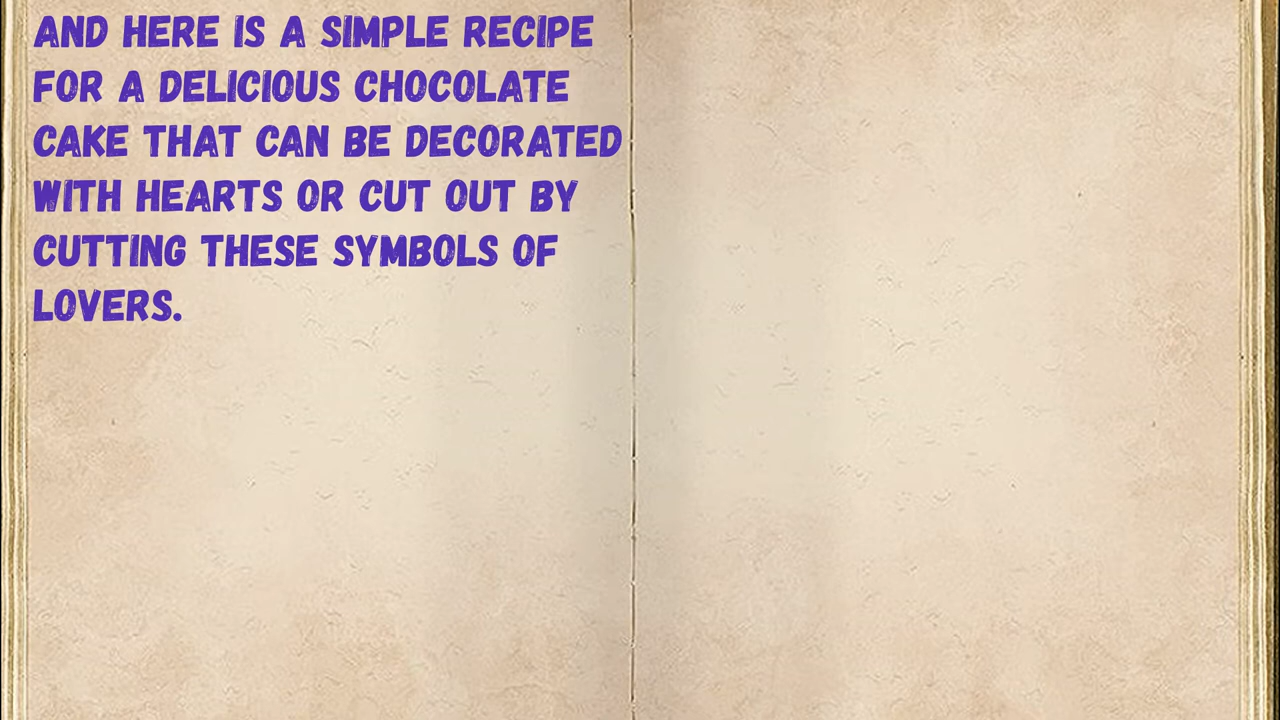 AND HERE IS A SIMPLE RECIPE
FOR A DELICIOUS CHOCOLATE
CAKE THAT CAN BE DECORATED
WITH HEARTS OR CUT OUT BY
CUTTING THESE SYMBOLS OF
LOVERS.